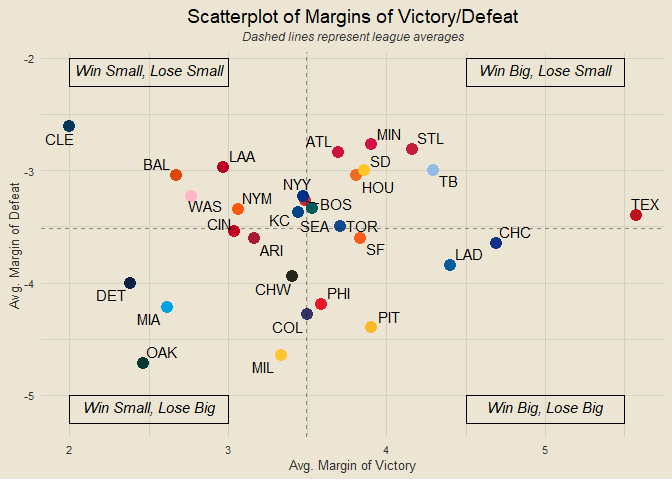 Scatterplot of Margins of Victory/Defeat
Dashed lines represent league averages
-2
Win Small, Lose Small
Win Big, Lose Small
CLE
ATL
MIN
STL
BAL
LAA
SD
-3
HOU
TB
NYY
WAS
NYM
BOS
TEX
KC
CIN
SEA
TOR
CHC
ARI
SF
LAD
Avg. Margin of Defeat
-4
DET
CHW
PHI
MIA
COL
PIT
OAK
MIL
-5
Win Small, Lose Big
Win Big, Lose Big
2
3
4
5
Avg. Margin of Victory